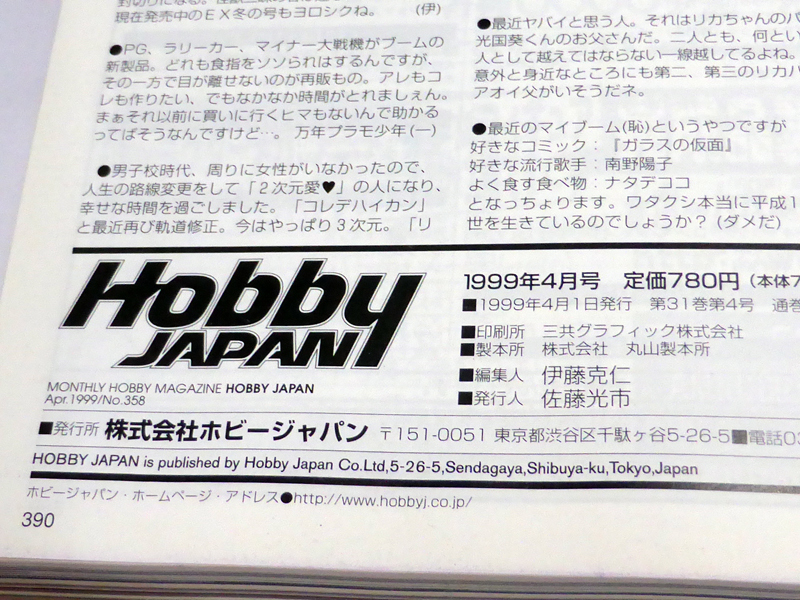 現在発売中のＥＸ冬の号もヨロシクね。 (伊)
●PG、ラリーカー、マイナー大戦機がブームの
新製品。どれも食指をソソられはするんですが、
その一方で目が離せないのが再販もの。アレもコ
レも作りたい、でもなかなか時間がとれましぇん。
まぁそれ以前に買いに行くヒマもないんで助かる
ってばそうなんですけど…。 万年プラモ少年 (一)
●男子校時代、周りに女性がいなかったので、
人生の路線変更をして「２次元愛♥」の人になり、
幸せな時間を過ごしました。「コレデハイカン」
と最近再び軌道修正。今はやっぱり３次元。「リ
●最近ヤバイと思う人。それはリカちゃんのパ
光国葵くんのお父さんだ。二人とも、何とい
人として越えてはならない一線越してるよね。
意外と身近なところにも第二、第三のリカパ
アオイ父がいそうだネ。
●最近のマイブーム(恥)というやつですが
好きなコミック：『ガラスの仮面』
好きな流行歌手：南野陽子
よく食す食べ物：ナタデココ
となっちょります。ワタクシ本当に平成1
世を生きているのでしょうか？(ダメだ)
Hobby
JAPAN
MONTHLY HOBBY MAGAZINE HOBBY JAPAN
Apr.1999/No.358
1999年4月号 定価780円 (本体7
■1999年4月1日発行 第31巻第4号 通巻
■印刷所 三共グラフィック株式会社
■製本所 株式会社 丸山製本所
■編集人 伊藤克仁
■発行人 佐藤光市
■発行所 株式会社ホビージャパン 〒151-0051 東京都渋谷区千駄ヶ谷5-26-5■電話03
HOBBY JAPAN is published by Hobby Japan Co.Ltd,5-26-5,Sendagaya,Shibuya-ku,Tokyo,Japan
ホビージャパン・ホームページ・アドレス●http://www.hobbyj.co.jp/
390